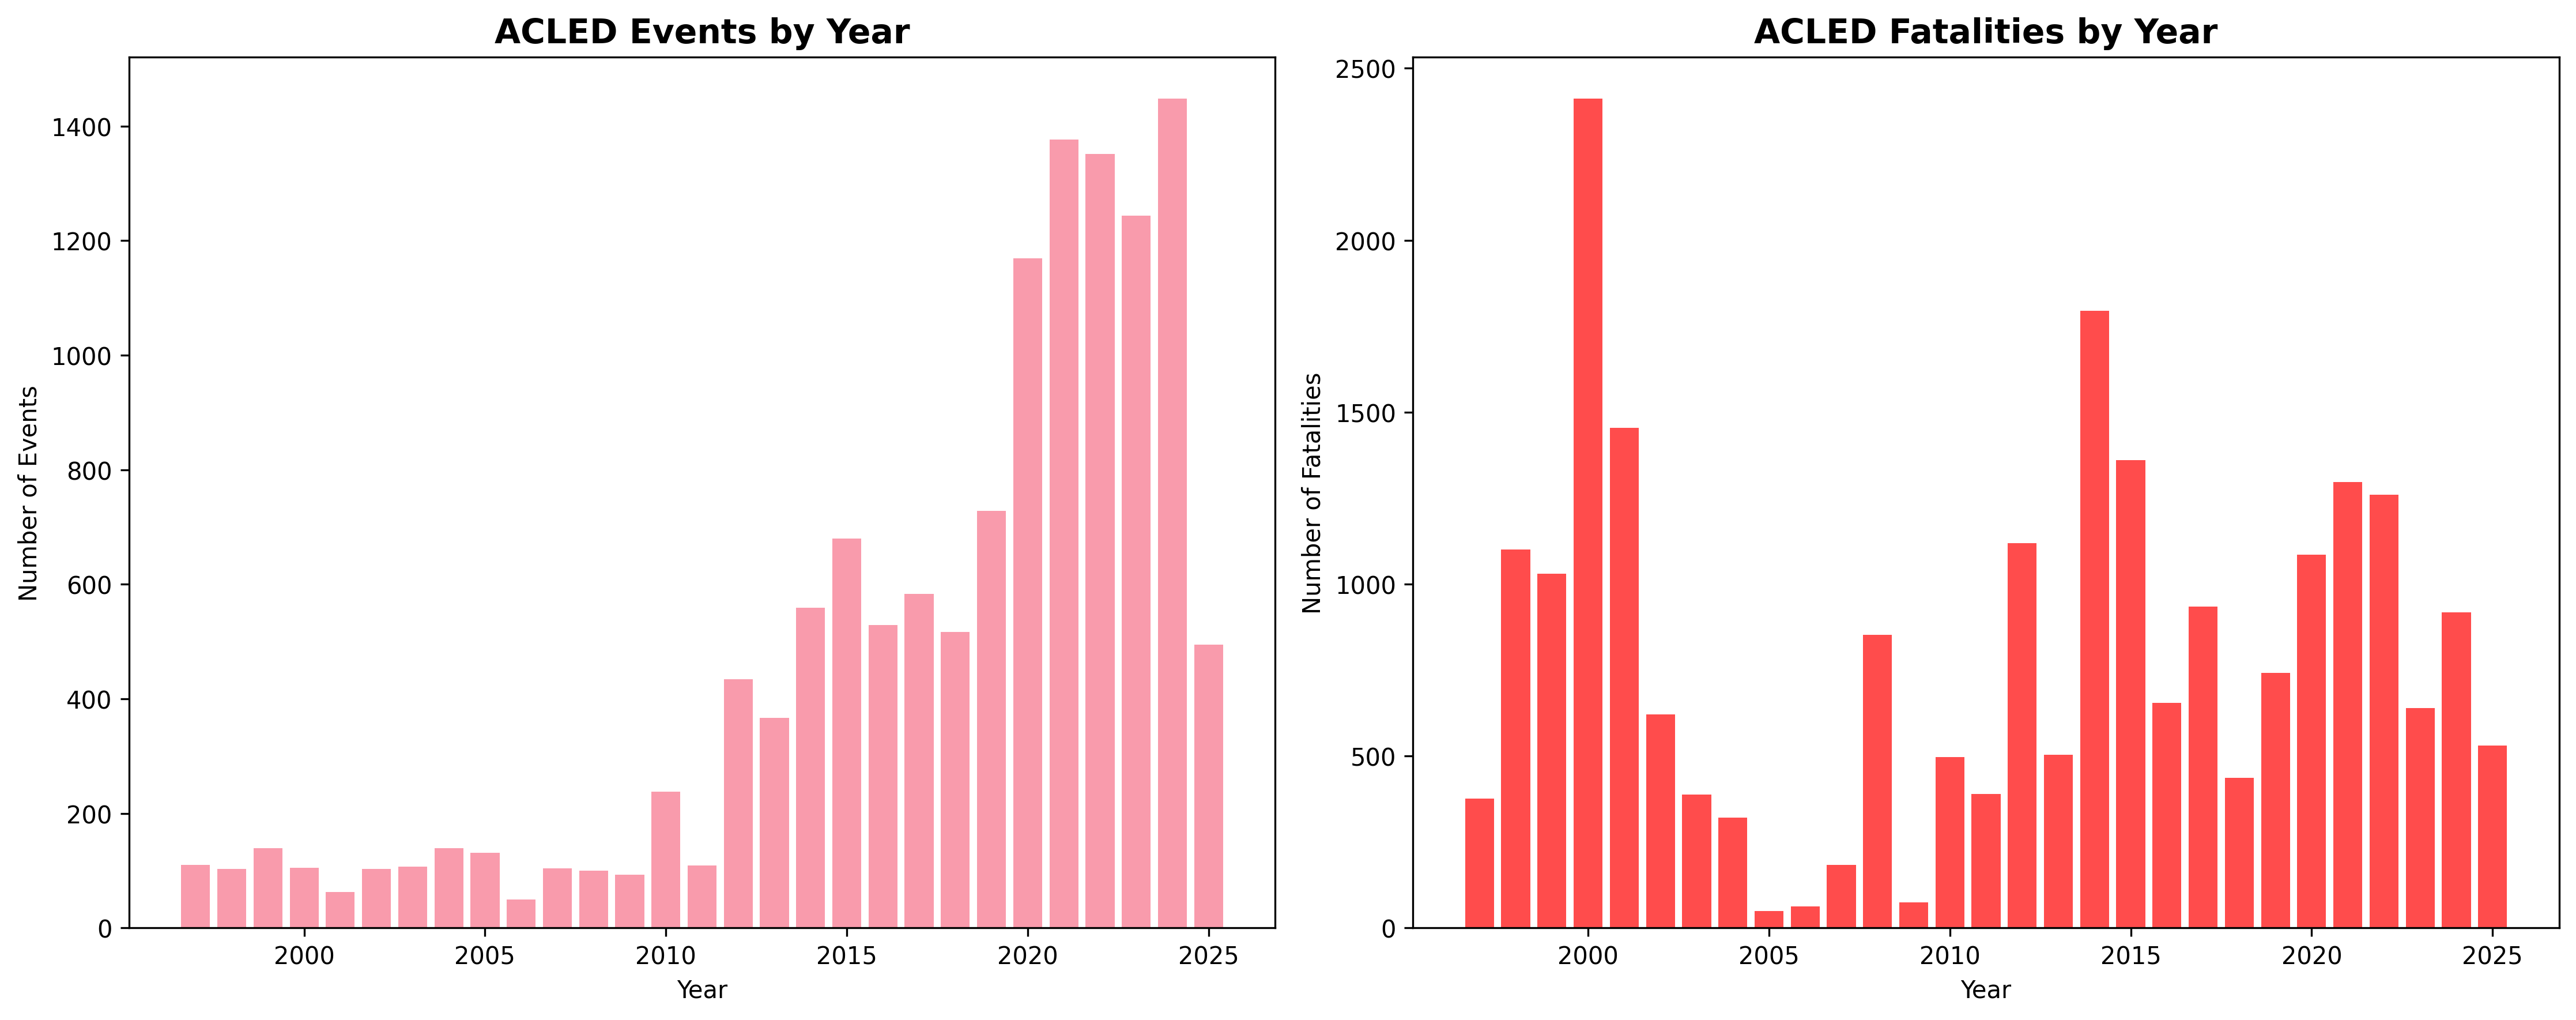 ACLED Events by Year
Number of Events
1400
1200
1000
800
600
400
200
0
2000 2005 2010 2015 2020 2025
Year
ACLED Fatalities by Year
Number of Fatalities
2500
2000
1500
1000
500
0
2000 2005 2010 2015 2020 2025
Year